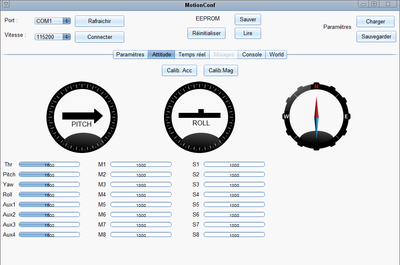 MotionConf
Port : COM1 Rafraichir EEPROM Sauver Paramètres Charger
Vitesse : 115200 Connecter Réinitialiser Lire Sauvegarder
Paramètres Attitude Temps réel Mixages Console World
Calib. Acc Calib.Mag
PITCH ROLL N W E
Thr 1500 M1 1000 S1 1000
Pitch 1500 M2 1000 S2 1000
Yaw 1500 M3 1000 S3 1000
Roll 1500 M4 1000 S4 1000
Aux1 1500 M5 1000 S5 1000
Aux2 1500 M6 1000 S6 1000
Aux3 1500 M7 1000 S7 1000
Aux4 1500 M8 1000 S8 1000